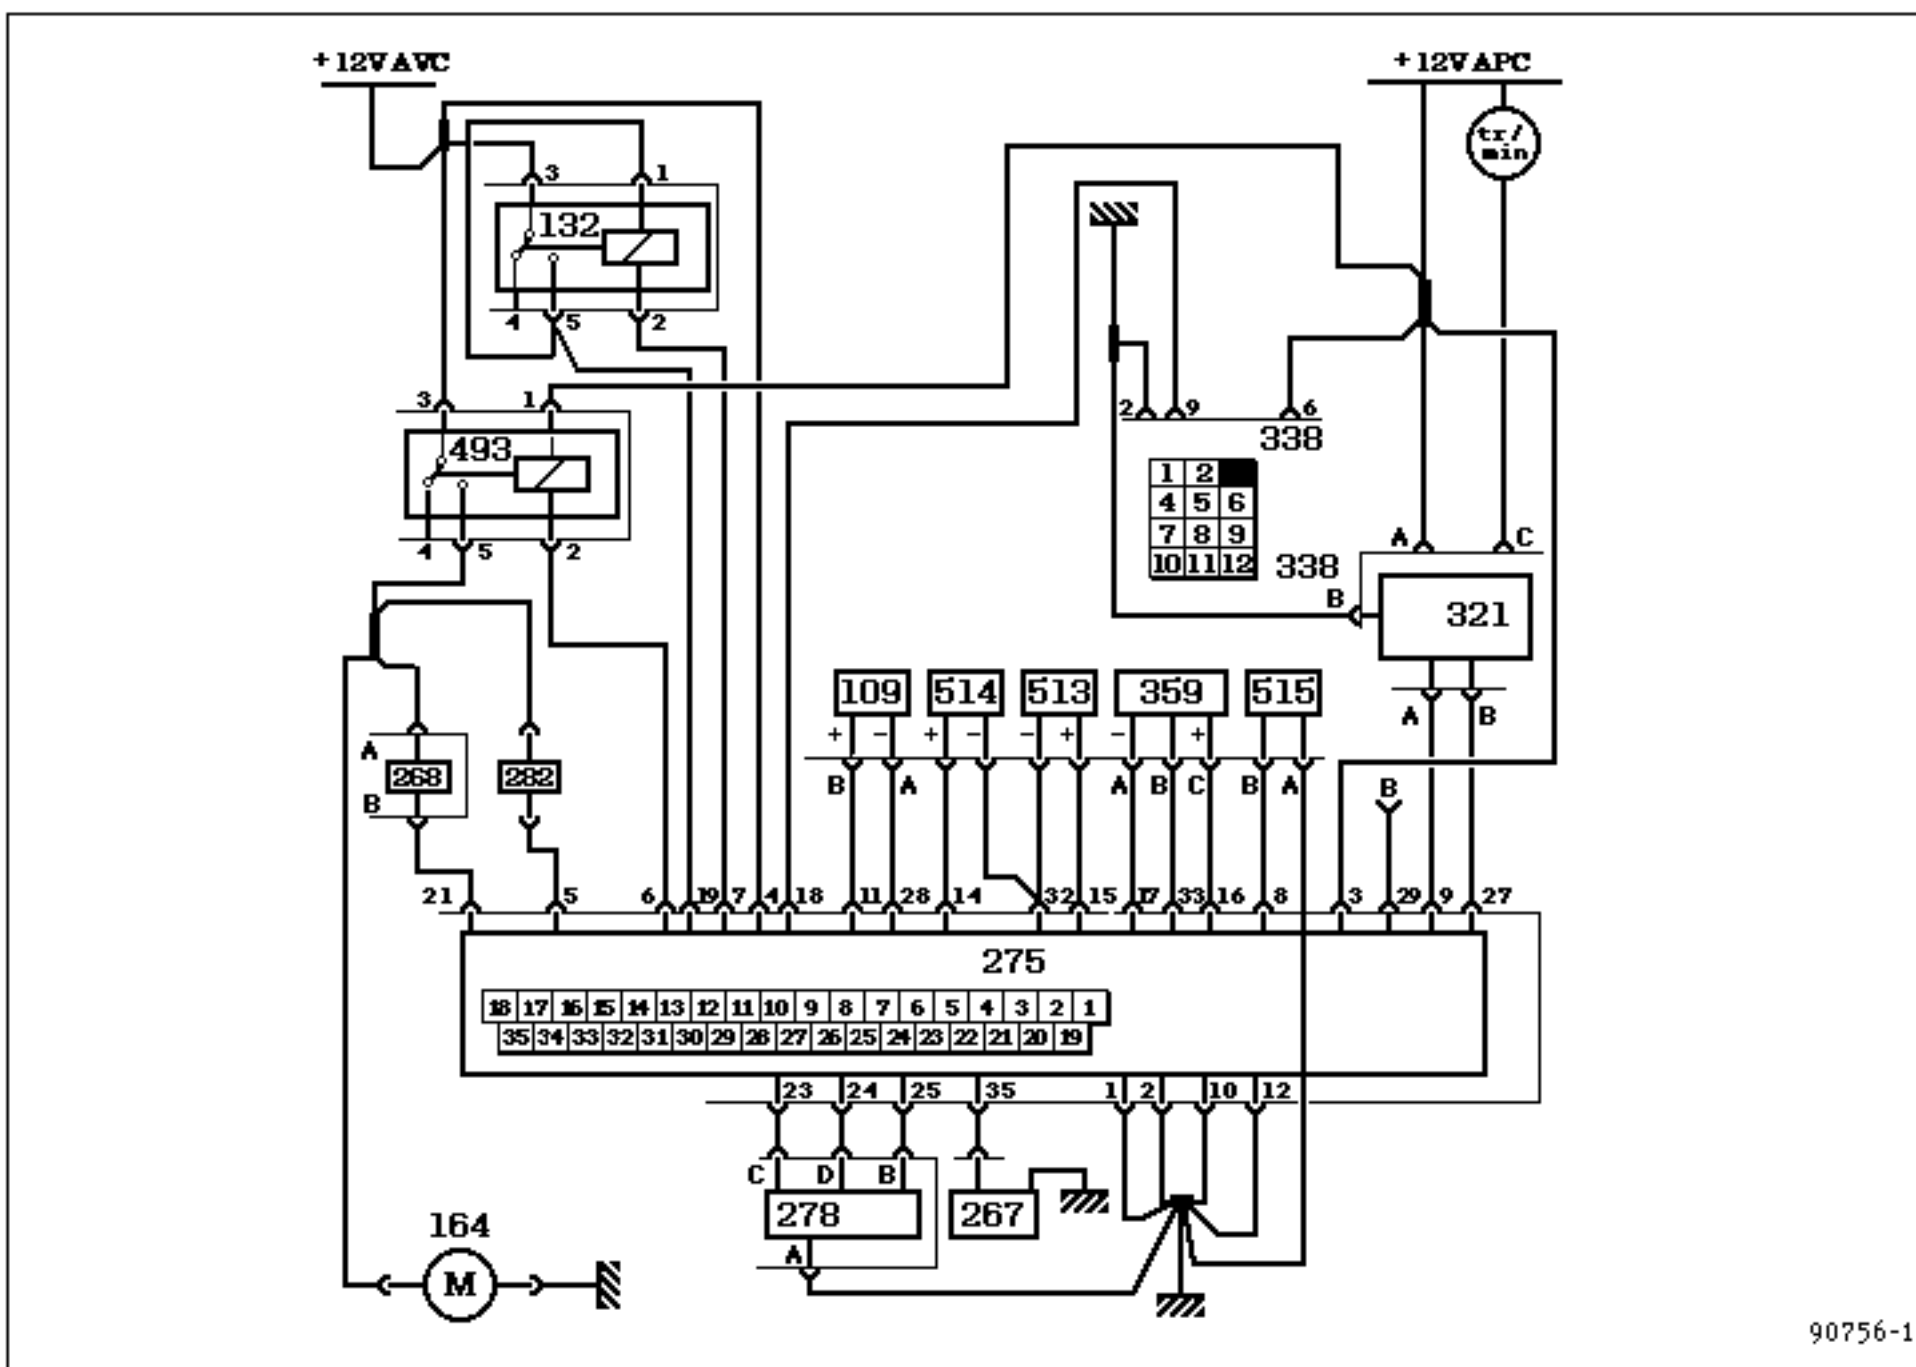 +12V AVC
+12V APC
tr/
min
3 1
132
4 5 2
3 1
493
4 5 2
2 9 6
338
1 2
4 5 6
7 8 9
10 11 12
338
A C
B
321
A B
109 514 513 359 515
+ - + - - + - +
B A A B C B A
A
268
B
282
B
21 5 6 19 7 4 18 11 28 14 32 15 17 33 16 8 3 29 9 27
275
18 17 16 15 14 13 12 11 10 9 8 7 6 5 4 3 2 1
35 34 33 32 31 30 29 28 27 26 25 24 23 22 21 20 19
23 24 25 35 1 2 10 12
C D B
278
A
267
164
M
90756-1